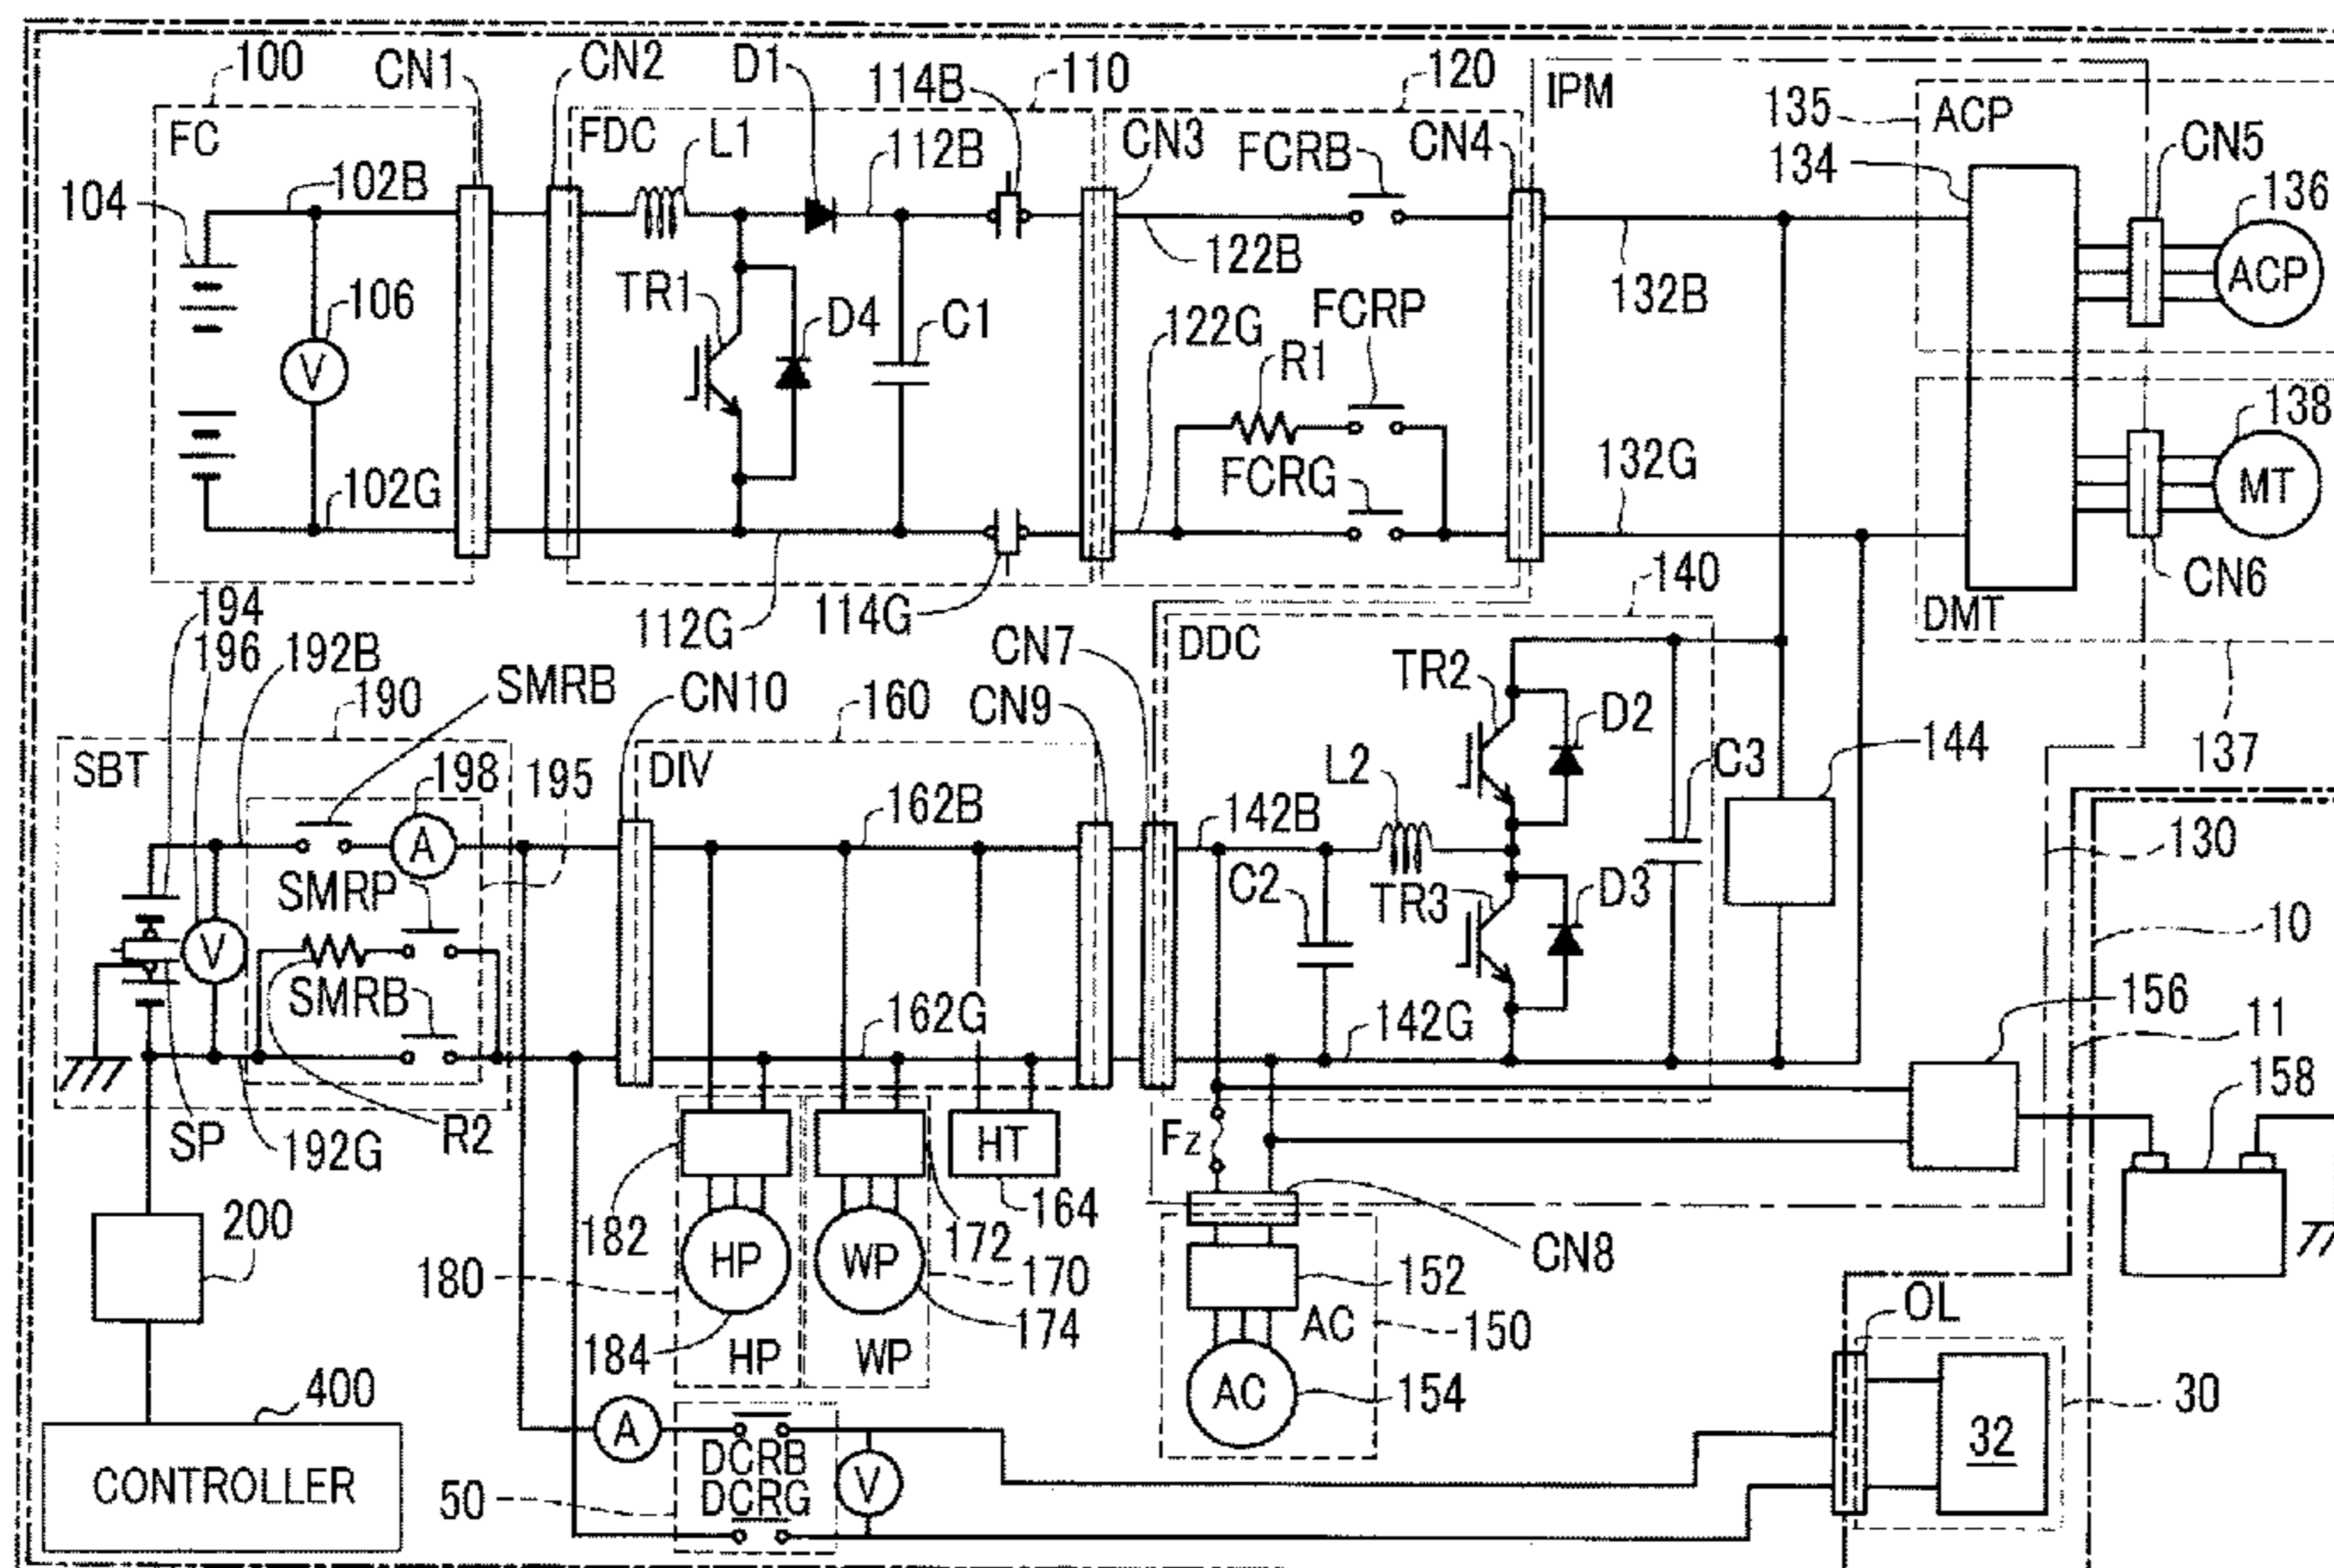 100
CN1
CN2
D1
114B
110
120
IPM
135
ACP
FC
FDC
L1
112B
CN3
FCRB
CN4
134
CN5
104
102B
136
122B
TR1
106
D4
C1
122G
FCRP
132B
ACP
V
R1
138
102G
FCRG
132G
MT
CN6
194
112G
114G
140
DMT
196
192B
SMRB
CN10
160
CN9
CN7
DDC
TR2
190
D2
144
SBT
198
195
DIV
L2
C3
137
162B
142B
130
A
SMRP
C2
TR3
D3
10
V
SMRB
162G
142G
156
11
158
SP
192G
R2
HT
Fz
200
182
172
164
CN8
HP
WP
152
180
170
OL
174
AC
150
184
HP
WP
400
AC
154
30
A
DCRB
32
CONTROLLER
50
DCRG
V